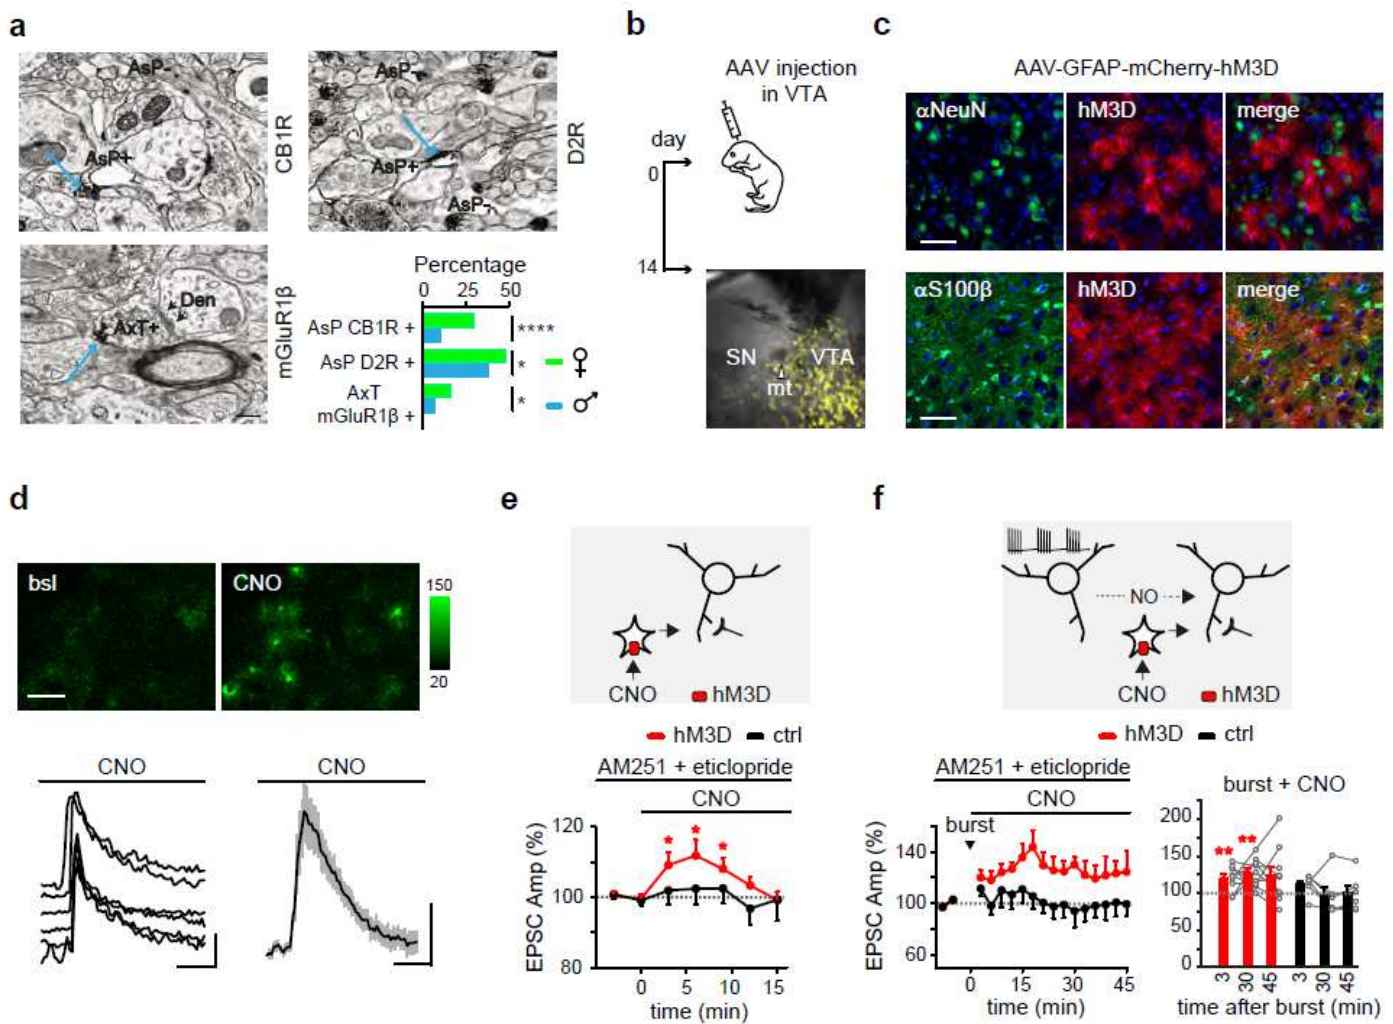 a
AsP-
AsP+
CB1R
AsP-
AsP+
AsP-
D2R
Den
AxT+
mGluR1β
Percentage
0 25 50
AsP CB1R + ****
AsP D2R + *
AxT
mGluR1β + *
♀
♂
b
AAV injection
in VTA
day
0
14
SN VTA
mt
c
AAV-GFAP-mCherry-hM3D
αNeuN hM3D merge
αS100β hM3D merge
d
bsl CNO
150
20
CNO CNO
e
CNO hM3D
hM3D ctrl
AM251 + eticlopride
CNO
* * *
120
100
80
EPSC Amp (%)
0 5 10 15
time (min)
f
NO
CNO hM3D
hM3D ctrl
AM251 + eticlopride
CNO
burst
140
100
60
EPSC Amp (%)
0 15 30 45
time (min)
burst + CNO
200
150
100
50
0
** **
3 30 45 3 30 45
time after burst (min)